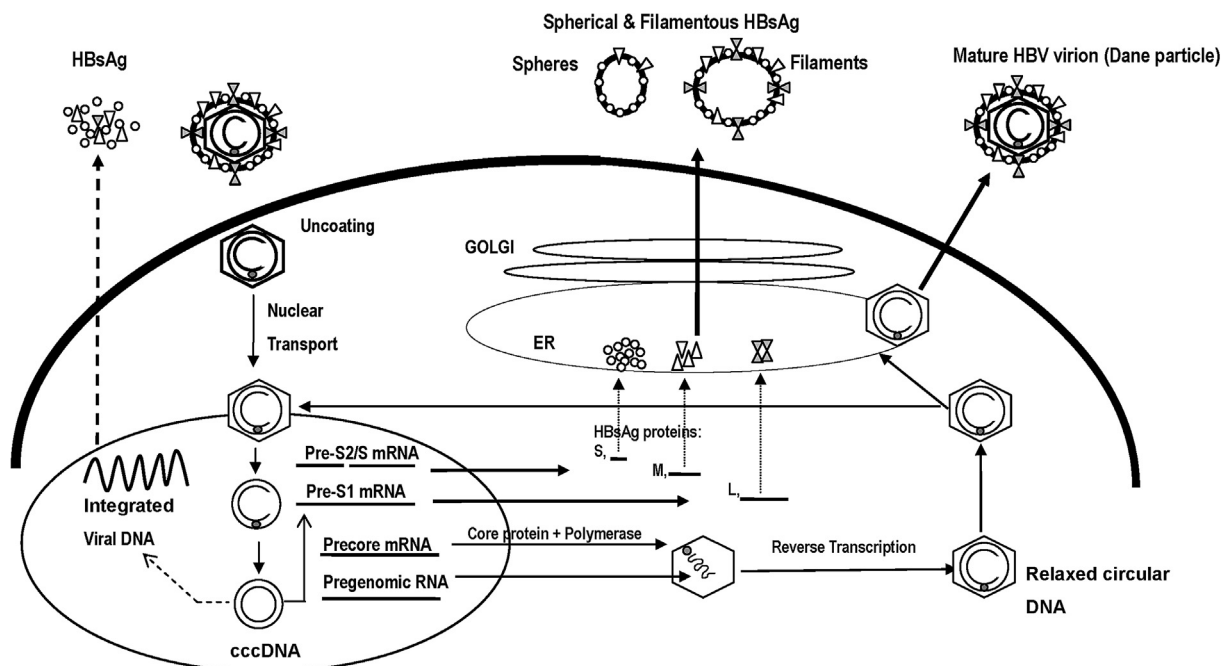 Spherical & Filamentous HBsAg
HBsAg
Spheres
Filaments
Mature HBV virion (Dane particle)
Uncoating
GOLGI
Nuclear
Transport
ER
HBsAg proteins:
S,
M,
L,
Pre-S2/S mRNA
Pre-S1 mRNA
Integrated
Viral DNA
Precore mRNA
Core protein + Polymerase
Reverse Transcription
Pregenomic RNA
Relaxed circular
DNA
cccDNA